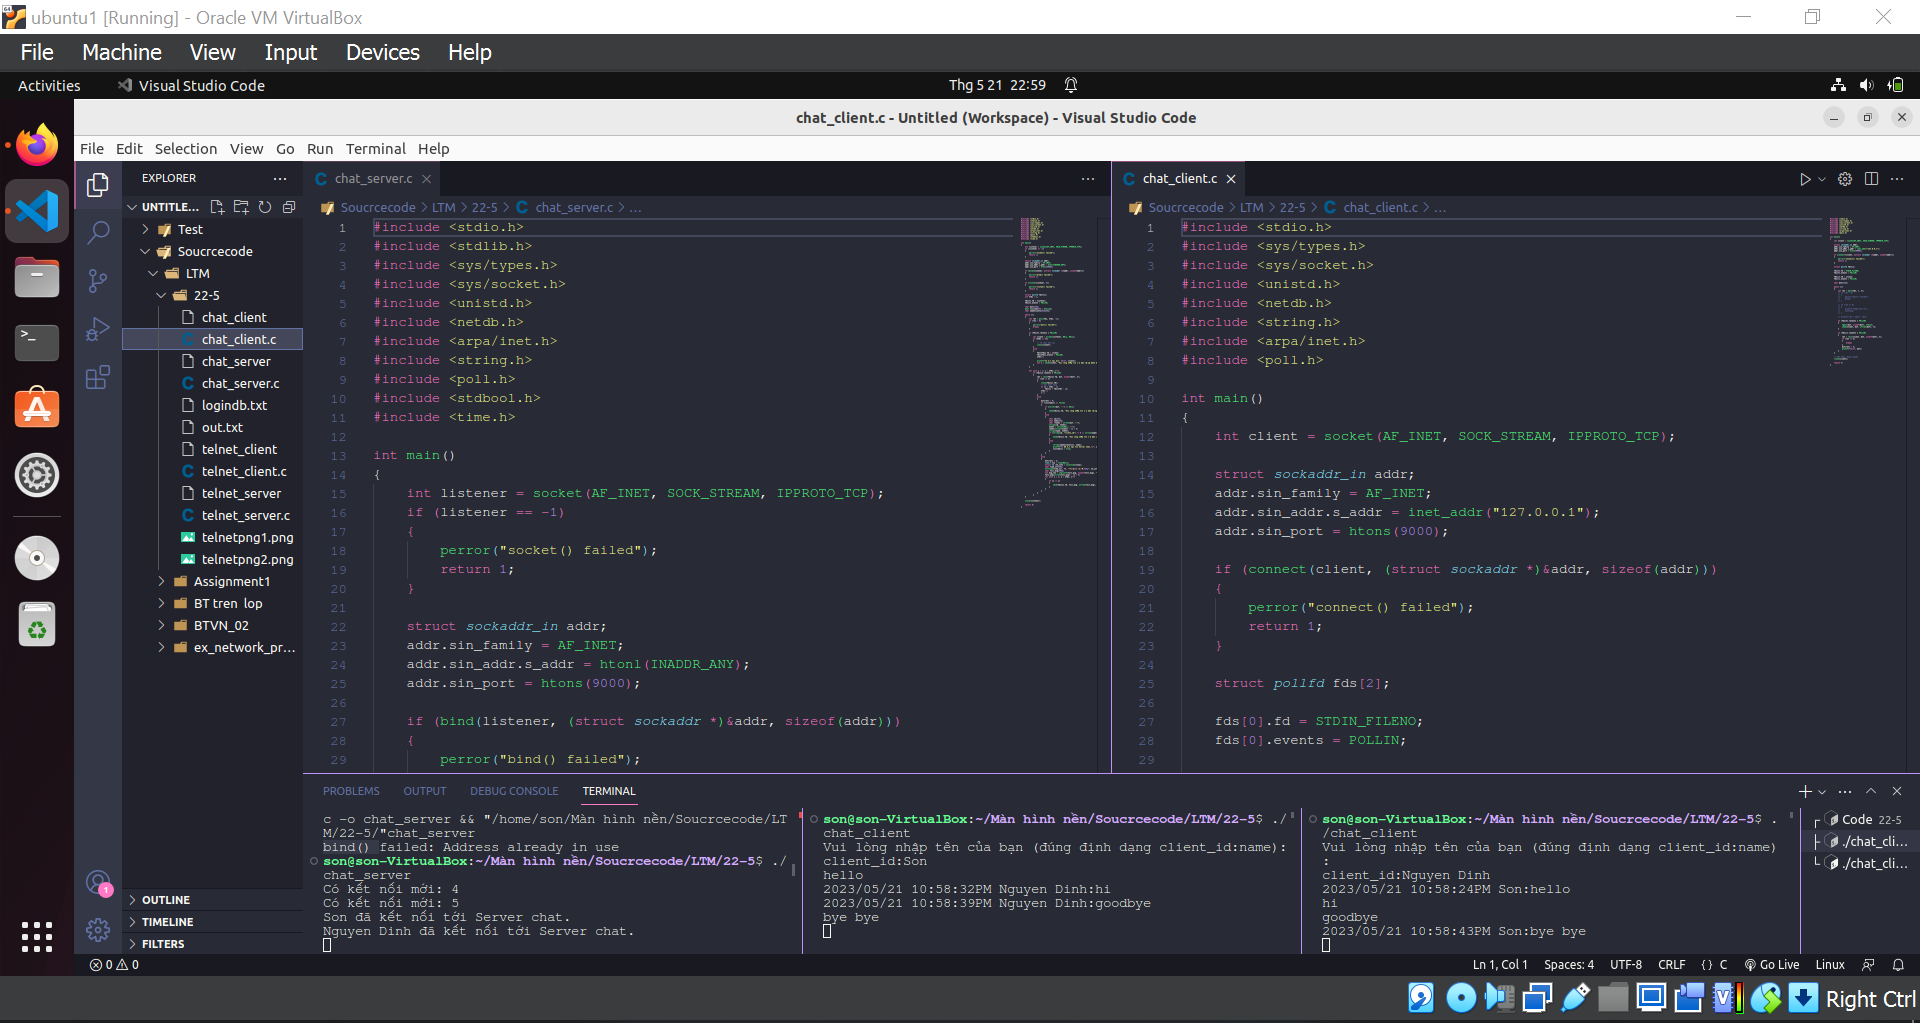 ubuntu1 [Running] - Oracle VM VirtualBox
File Machine View Input Devices Help
Activities Visual Studio Code Thg 5 21 22:59
chat_client.c - Untitled (Workspace) - Visual Studio Code
File Edit Selection View Go Run Terminal Help
EXPLORER
UNTITLE...
Test
Soucrcecode
LTM
22-5
chat_client
chat_client.c
chat_server
chat_server.c
logindb.txt
out.txt
telnet_client
telnet_client.c
telnet_server
telnet_server.c
telnetpng1.png
telnetpng2.png
Assignment1
BT tren lop
BTVN_02
ex_network_pr...
OUTLINE
TIMELINE
FILTERS
1
chat_server.c
Soucrcecode > LTM > 22-5 > C chat_server.c > ...
1 #include <stdio.h>
2 #include <stdlib.h>
3 #include <sys/types.h>
4 #include <sys/socket.h>
5 #include <unistd.h>
6 #include <netdb.h>
7 #include <arpa/inet.h>
8 #include <string.h>
9 #include <poll.h>
10 #include <stdbool.h>
11 #include <time.h>
12
13 int main()
14 {
15 int listener = socket(AF_INET, SOCK_STREAM, IPPROTO_TCP);
16 if (listener == -1)
17 {
18 perror("socket() failed");
19 return 1;
20 }
21
22 struct sockaddr_in addr;
23 addr.sin_family = AF_INET;
24 addr.sin_addr.s_addr = htonl(INADDR_ANY);
25 addr.sin_port = htons(9000);
26
27 if (bind(listener, (struct sockaddr *)&addr, sizeof(addr)))
28 {
29 perror("bind() failed");
chat_client.c
Soucrcecode > LTM > 22-5 > C chat_client.c > ...
1 #include <stdio.h>
2 #include <sys/types.h>
3 #include <sys/socket.h>
4 #include <unistd.h>
5 #include <netdb.h>
6 #include <string.h>
7 #include <arpa/inet.h>
8 #include <poll.h>
9
10 int main()
11 {
12 int client = socket(AF_INET, SOCK_STREAM, IPPROTO_TCP);
13
14 struct sockaddr_in addr;
15 addr.sin_family = AF_INET;
16 addr.sin_addr.s_addr = inet_addr("127.0.0.1");
17 addr.sin_port = htons(9000);
18
19 if (connect(client, (struct sockaddr *)&addr, sizeof(addr)))
20 {
21 perror("connect() failed");
22 return 1;
23 }
24
25 struct pollfd fds[2];
26
27 fds[0].fd = STDIN_FILENO;
28 fds[0].events = POLLIN;
29
PROBLEMS OUTPUT DEBUG CONSOLE TERMINAL
c -o chat_server && "/home/son/Màn hình nền/Soucrcecode/LT
M/22-5/"chat_server
bind() failed: Address already in use
son@son-VirtualBox:~/Màn hình nền/Soucrcecode/LTM/22-5$ ./
chat_server
Có kết nối mới: 4
Có kết nối mới: 5
Son đã kết nối tới Server chat.
Nguyen Dinh đã kết nối tới Server chat.
son@son-VirtualBox:~/Màn hình nền/Soucrcecode/LTM/22-5$ ./
chat_client
Vui lòng nhập tên của bạn (đúng định dạng client_id:name):
client_id:Son
hello
2023/05/21 10:58:32PM Nguyen Dinh:hi
2023/05/21 10:58:39PM Nguyen Dinh:goodbye
bye bye
son@son-VirtualBox:~/Màn hình nền/Soucrcecode/LTM/22-5$ .
/chat_client
Vui lòng nhập tên của bạn (đúng định dạng client_id:name)
:
client_id:Nguyen Dinh
2023/05/21 10:58:24PM Son:hello
hi
goodbye
2023/05/21 10:58:43PM Son:bye bye
Code 22-5
./chat_cli...
./chat_cli...
0 0 Ln 1, Col 1 Spaces: 4 UTF-8 CRLF {} C Go Live Linux
Right Ctrl